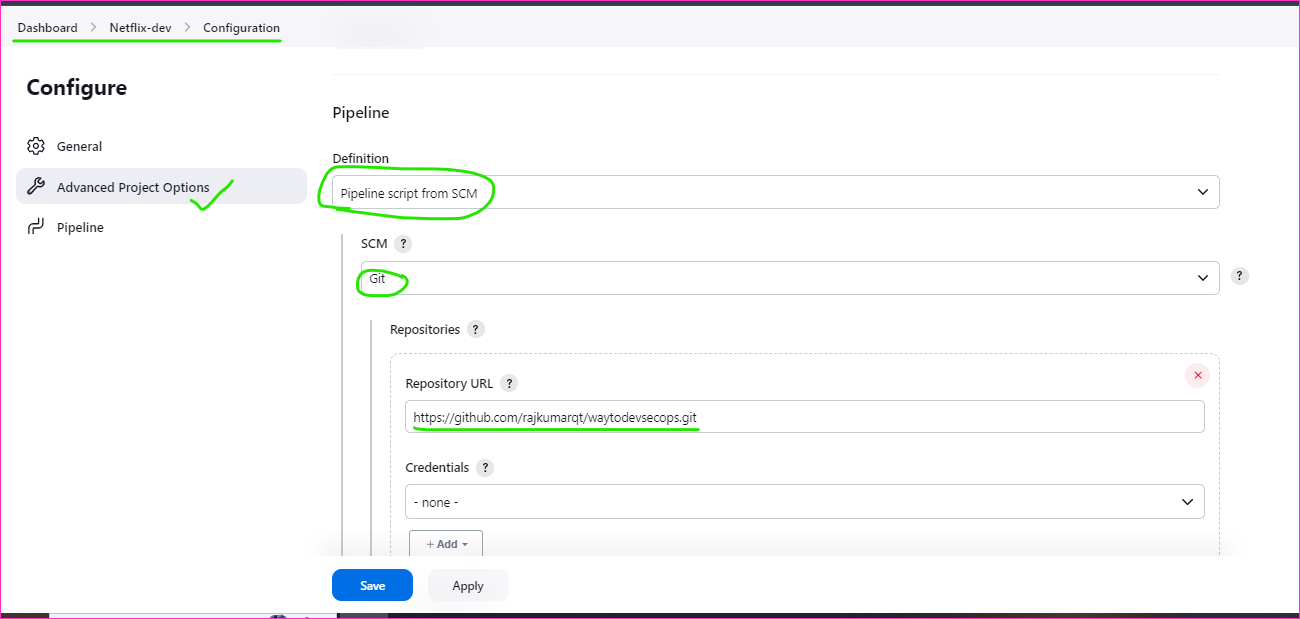 Dashboard > Netflix-dev > Configuration
Configure
General
Advanced Project Options
Pipeline
Pipeline
Definition
Pipeline script from SCM
SCM ?
Git
?
Repositories ?
Repository URL ?
https://github.com/rajkumarqt/waytodevsecops.git
Credentials ?
- none -
+ Add
Save
Apply